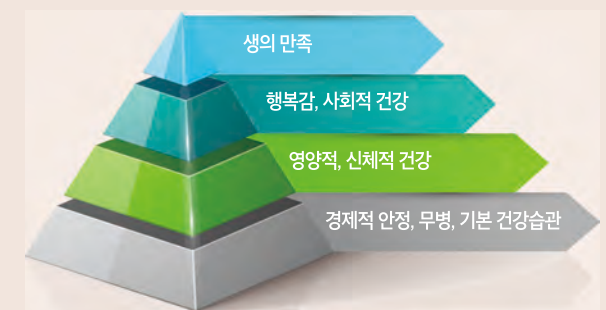 생의 만족
행복감, 사회적 건강
영양적, 신체적 건강
경제적 안정, 무병, 기본 건강습관